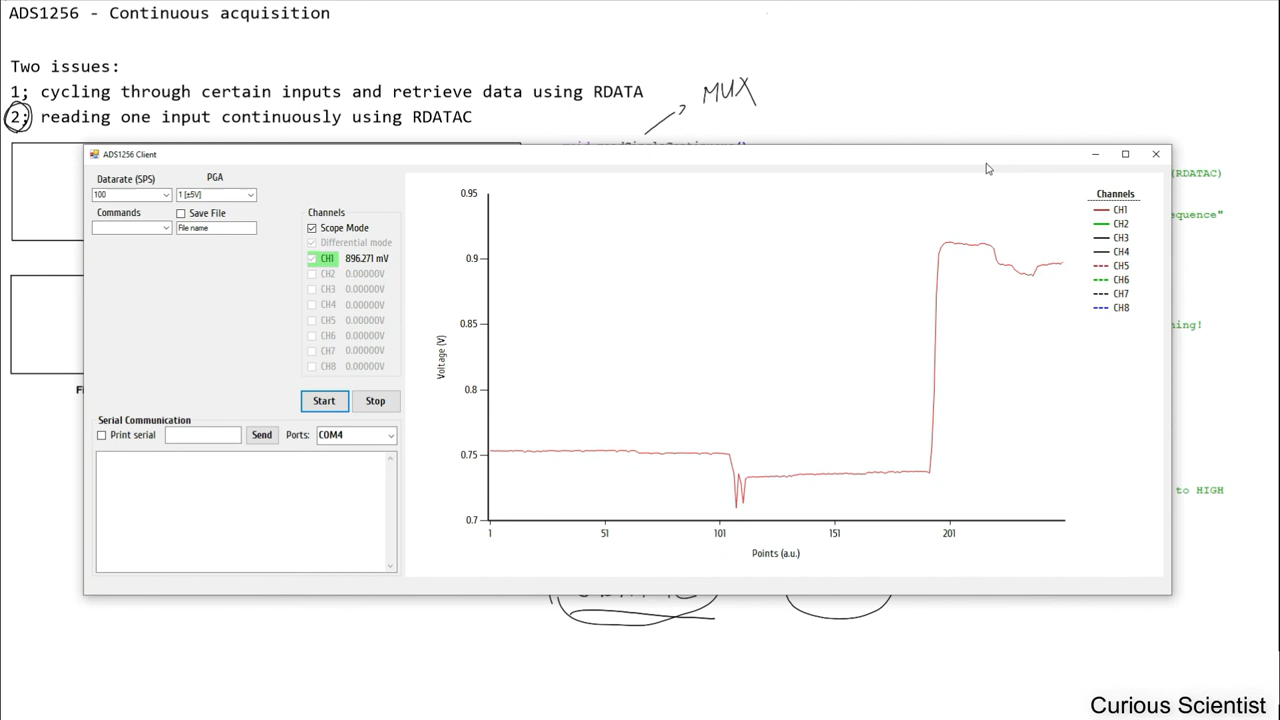 ADS1256 - Continuous acquisition
Two issues:
1; cycling through certain inputs and retrieve data using RDATA
2; reading one input continuously using RDATAC
MUX
(RDATAC)
equence"
ning!
to HIGH
ADS1256 Client
Datarate (SPS)
PGA
100
1 [±5V]
Commands
Save File
File name
Channels
Scope Mode
Differential mode
CH1 896.271 mV
CH2 0.00000V
CH3 0.00000V
CH4 0.00000V
CH5 0.00000V
CH6 0.00000V
CH7 0.00000V
CH8 0.00000V
Start
Stop
Serial Communication
Print serial
Send
Ports:
COM4
Voltage (V)
0.95
0.9
0.85
0.8
0.75
0.7
1 51 101 151 201
Points (a.u.)
Channels
CH1
CH2
CH3
CH4
CH5
CH6
CH7
CH8
Curious Scientist